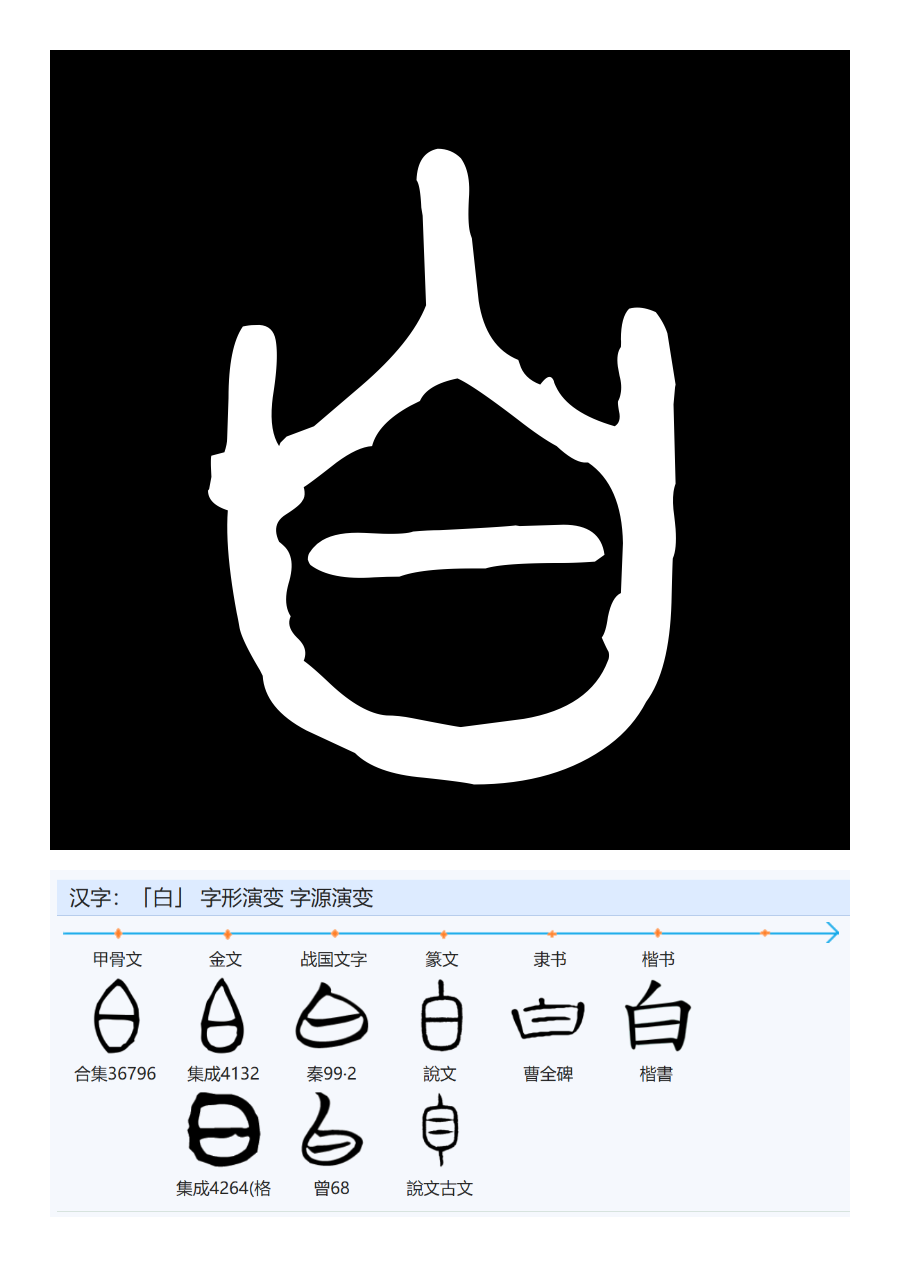 白
汉字：「白」 字形演变 字源演变
甲骨文 金文 战国文字 篆文 隶书 楷书
合集36796 集成4132 秦99·2 說文 曹全碑 楷書
集成4264(格 曾68 說文古文